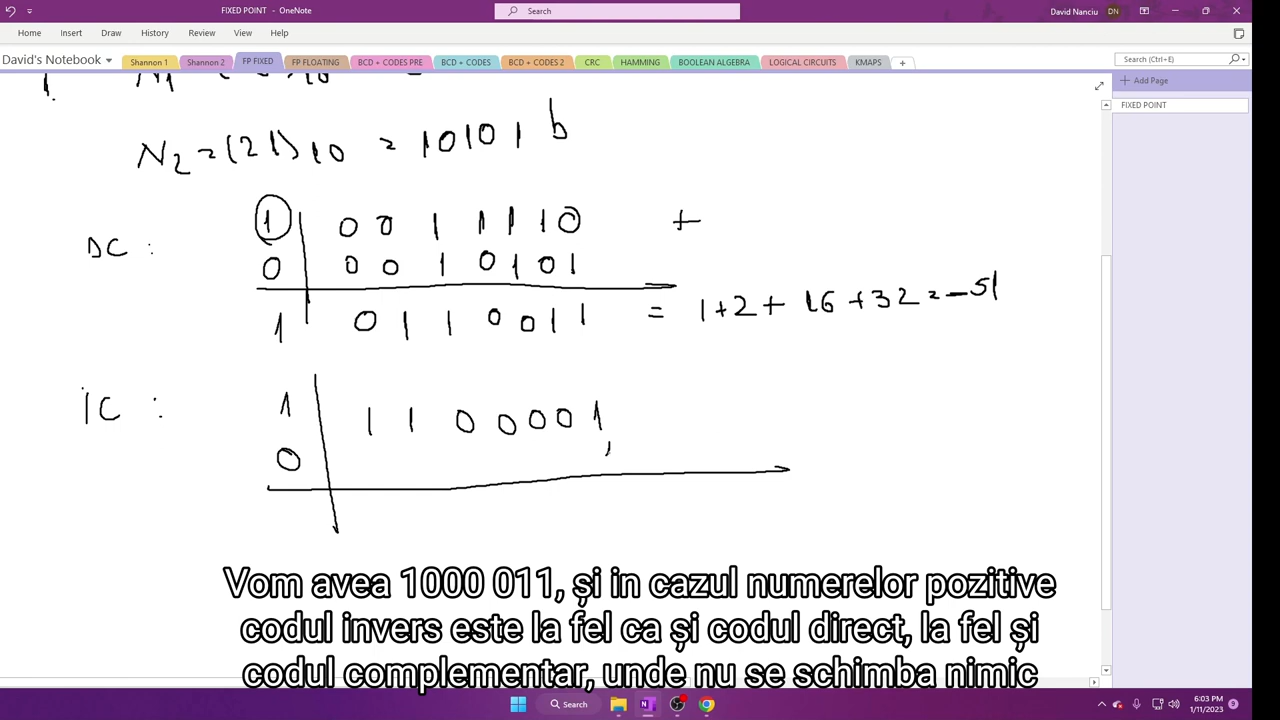 FIXED POINT - OneNote
Search
David Nanciu DN
Home Insert Draw History Review View Help
David's Notebook Shannon 1 Shannon 2 FP FIXED FP FLOATING BCD + CODES PRE BCD + CODES BCD + CODES 2 CRC HAMMING BOOLEAN ALGEBRA LOGICAL CIRCUITS KMAPS
Search (Ctrl+E)
Add Page
FIXED POINT
N2 = (21)10 = 10101 b
DC :
1 | 0 0 1 1 1 1 0 +
0 | 0 0 1 0 1 0 1
1 0 1 1 0 0 1 1 = 1+2+16+32 = -51
IC :
1 | 1 1 0 0 0 0 1
0
Vom avea 1000 011, și in cazul numerelor pozitive
codul invers este la fel ca și codul direct, la fel și
codul complementar, unde nu se schimba nimic
Search
6:03 PM
1/11/2023